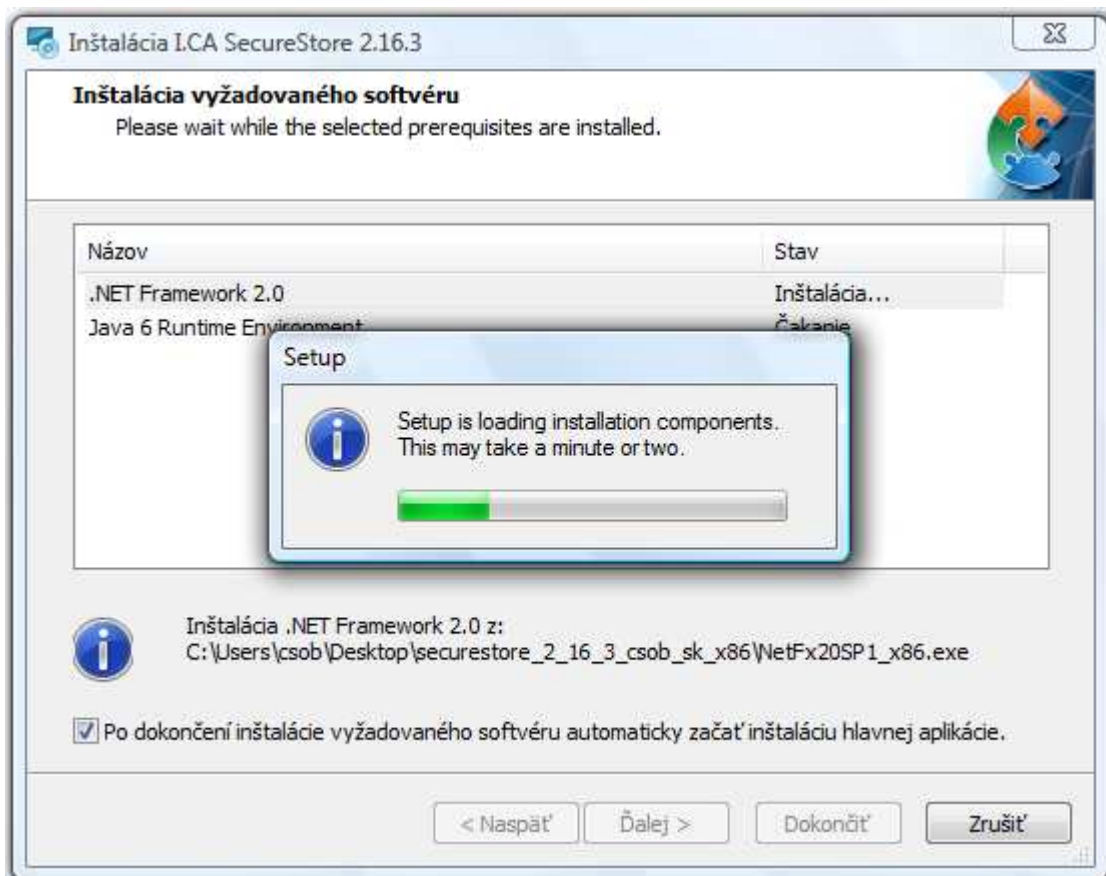 Inštalácia I.CA SecureStore 2.16.3
Inštalácia vyžadovaného softvéru
Please wait while the selected prerequisites are installed.
Názov Stav
.NET Framework 2.0 Inštalácia...
Java 6 Runtime Environment Čakanie
Setup
Setup is loading installation components.
This may take a minute or two.
Inštalácia .NET Framework 2.0 z:
C:\Users\csob\Desktop\securestore_2_16_3_csob_sk_x86\NetFx20SP1_x86.exe
Po dokončení inštalácie vyžadovaného softvéru automaticky začať inštaláciu hlavnej aplikácie.
< Naspäť Ďalej > Dokončiť Zrušiť